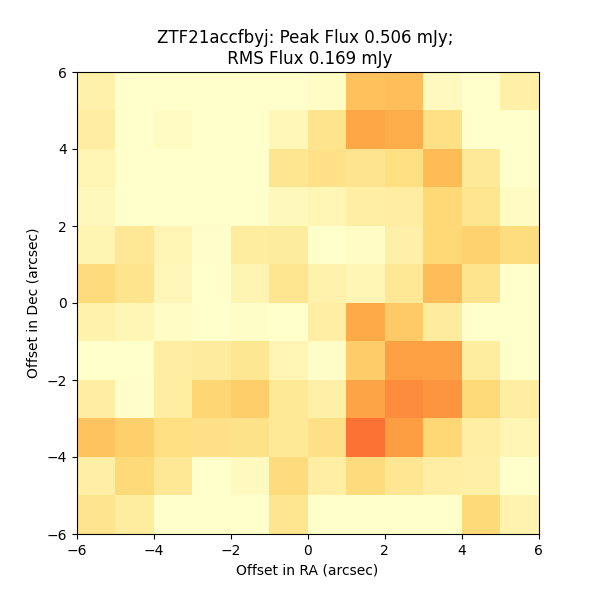 ZTF21accfbyj: Peak Flux 0.506 mJy;
RMS Flux 0.169 mJy
6
4
2
0
−2
−4
−6
Offset in Dec (arcsec)
−6 −4 −2 0 2 4 6
Offset in RA (arcsec)